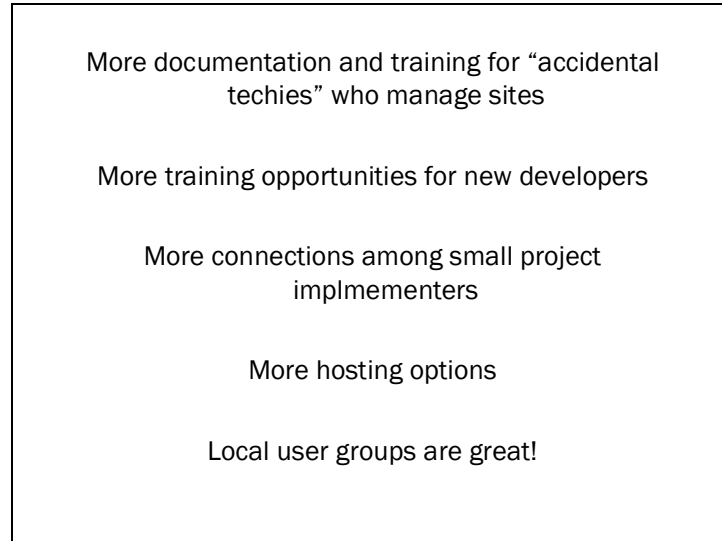 More documentation and training for “accidental
techies” who manage sites
More training opportunities for new developers
More connections among small project
implmementers
More hosting options
Local user groups are great!